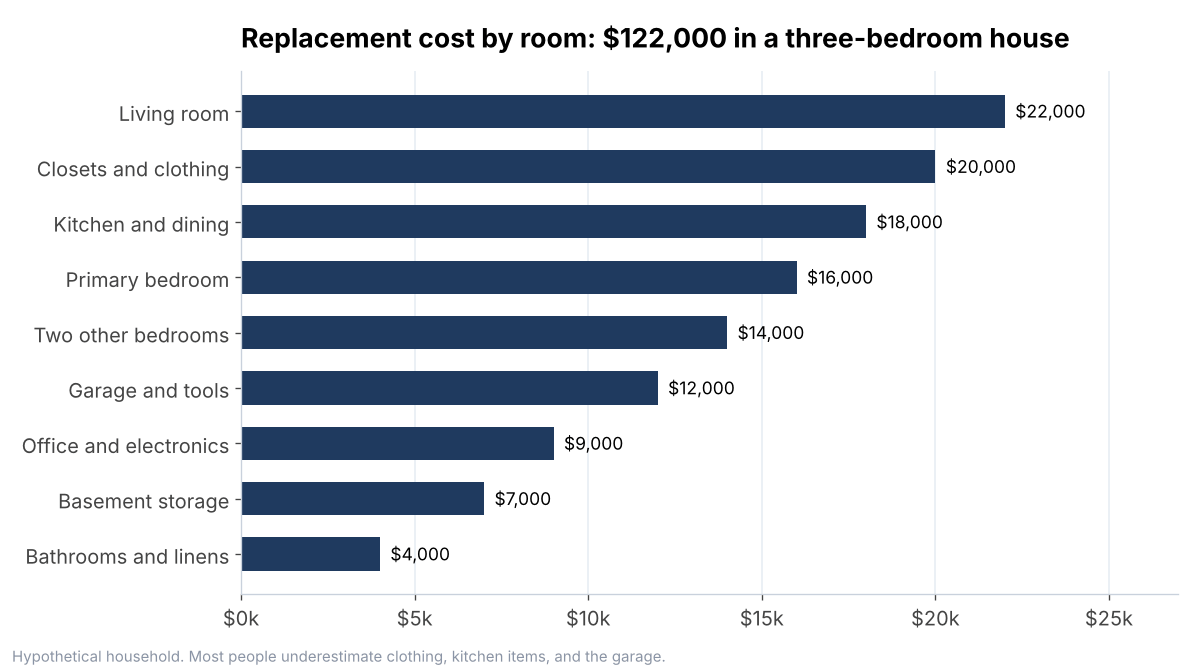 Replacement cost by room: $122,000 in a three-bedroom house
Living room $22,000
Closets and clothing $20,000
Kitchen and dining $18,000
Primary bedroom $16,000
Two other bedrooms $14,000
Garage and tools $12,000
Office and electronics $9,000
Basement storage $7,000
Bathrooms and linens $4,000
$0k $5k $10k $15k $20k $25k
Hypothetical household. Most people underestimate clothing, kitchen items, and the garage.